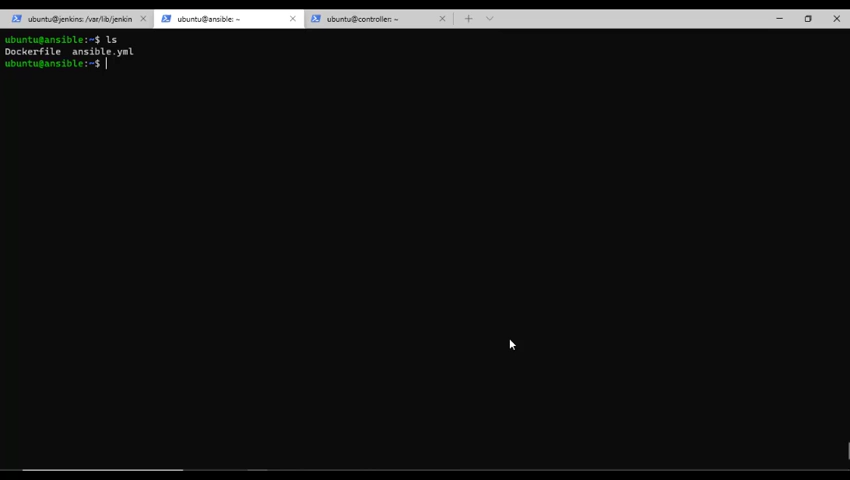 ubuntu@jenkins: /var/lib/jenkin
ubuntu@ansible: ~
ubuntu@controller: ~
ubuntu@ansible:~$ ls
Dockerfile  ansible.yml
ubuntu@ansible:~$